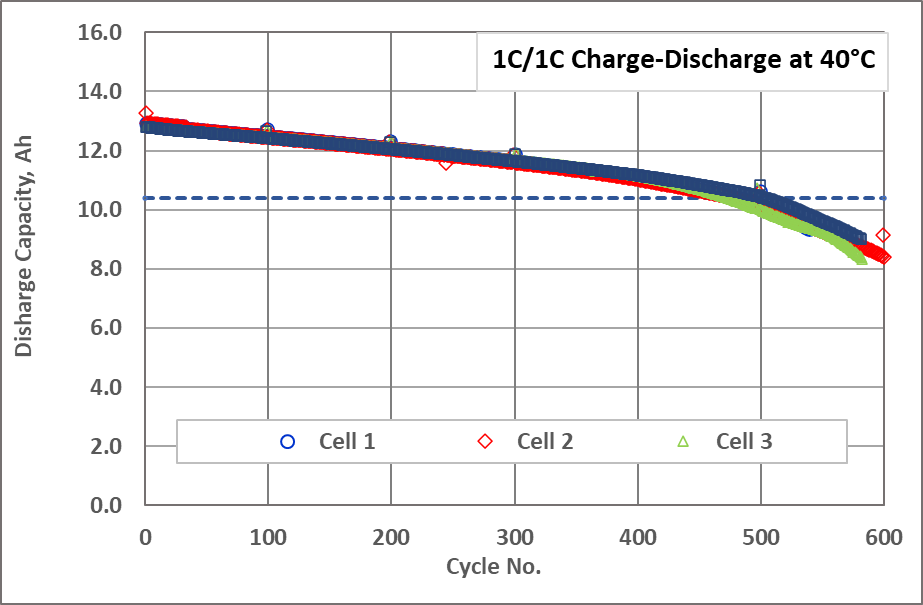 1C/1C Charge-Discharge at 40°C
16.0
14.0
12.0
10.0
8.0
6.0
4.0
2.0
0.0
Disharge Capacity, Ah
Cell 1 Cell 2 Cell 3
0 100 200 300 400 500 600
Cycle No.